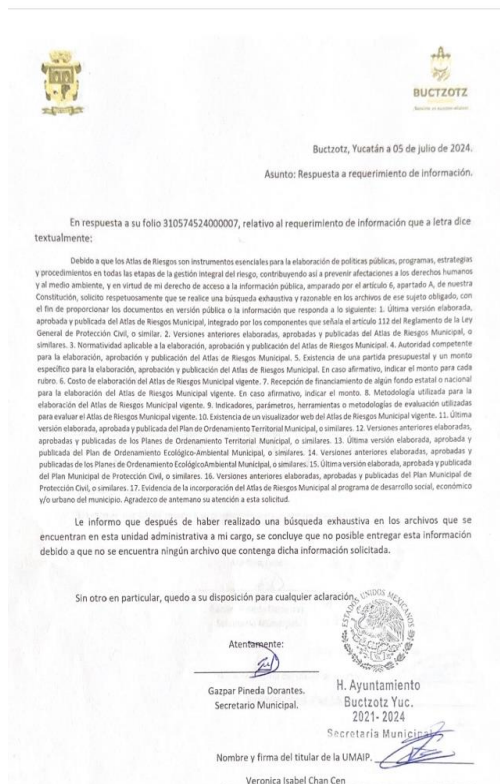 BUCTZOTZ
Buctzotz, Yucatán a 05 de julio de 2024.
Asunto: Respuesta a requerimiento de información.
En respuesta a su folio 310574524000007, relativo al requerimiento de información que a letra dice
textualmente:
Debido a que los Atlas de Riesgos son instrumentos esenciales para la elaboración de políticas públicas, programas, estrategias
y procedimientos en todas las etapas de la gestión integral del riesgo, contribuyendo así a prevenir afectaciones a los derechos humanos
y al medio ambiente, y en virtud de mi derecho de acceso a la información pública, amparado por el artículo 6, apartado A, de nuestra
Constitución, solicito respetuosamente que se realice una búsqueda exhaustiva y razonable en los archivos de ese sujeto obligado, con
el fin de proporcionar los documentos en versión pública o la información que responda a lo siguiente: 1. Última versión elaborada,
aprobada y publicada del Atlas de Riesgos Municipal, integrado por los componentes que señala el artículo 112 del Reglamento de la Ley
General de Protección Civil, o similar. 2. Versiones anteriores elaboradas, aprobadas y publicadas del Atlas de Riesgos Municipal, o
similares. 3. Normatividad aplicable a la elaboración, aprobación y publicación del Atlas de Riesgos Municipal. 4. Autoridad competente
para la elaboración, aprobación y publicación del Atlas de Riesgos Municipal. 5. Existencia de una partida presupuestal y un monto
específico para la elaboración, aprobación y publicación del Atlas de Riesgos Municipal. En caso afirmativo, indicar el monto para cada
rubro. 6. Costo de elaboración del Atlas de Riesgos Municipal vigente. 7. Recepción de financiamiento de algún fondo estatal o nacional
para la elaboración del Atlas de Riesgos Municipal vigente. En caso afirmativo, indicar el monto. 8. Metodología utilizada para la
elaboración del Atlas de Riesgos Municipal vigente. 9. Indicadores, parámetros, herramientas o metodologías de evaluación utilizadas
para evaluar el Atlas de Riesgos Municipal vigente. 10. Existencia de un visualizador web del Atlas de Riesgos Municipal vigente. 11. Última
versión elaborada, aprobada y publicada del Plan de Ordenamiento Territorial Municipal, o similares. 12. Versiones anteriores elaboradas,
aprobadas y publicadas de los Planes de Ordenamiento Territorial Municipal, o similares. 13. Última versión elaborada, aprobada y
publicada del Plan de Ordenamiento Ecológico-Ambiental Municipal, o similares. 14. Versiones anteriores elaboradas, aprobadas y
publicadas de los Planes de Ordenamiento EcológicoAmbiental Municipal, o similares. 15. Última versión elaborada, aprobada y publicada
del Plan Municipal de Protección Civil, o similares. 16. Versiones anteriores elaboradas, aprobadas y publicadas del Plan Municipal de
Protección Civil, o similares. 17. Evidencia de la incorporación del Atlas de Riesgos Municipal al programa de desarrollo social, económico
y/o urbano del municipio. Agradezco de antemano su atención a esta solicitud.
Le informo que después de haber realizado una búsqueda exhaustiva en los archivos que se
encuentran en esta unidad administrativa a mi cargo, se concluye que no posible entregar esta información
debido a que no se encuentra ningún archivo que contenga dicha información solicitada.
Sin otro en particular, quedo a su disposición para cualquier aclaración.
ESTADOS UNIDOS MEXICANOS
Atentamente:
Gazpar Pineda Dorantes.
Secretario Municipal.
H. Ayuntamiento
Buctzotz Yuc.
2021-2024
Secretaria Municipal
Nombre y firma del titular de la UMAIP.
Veronica Isabel Chan Cen